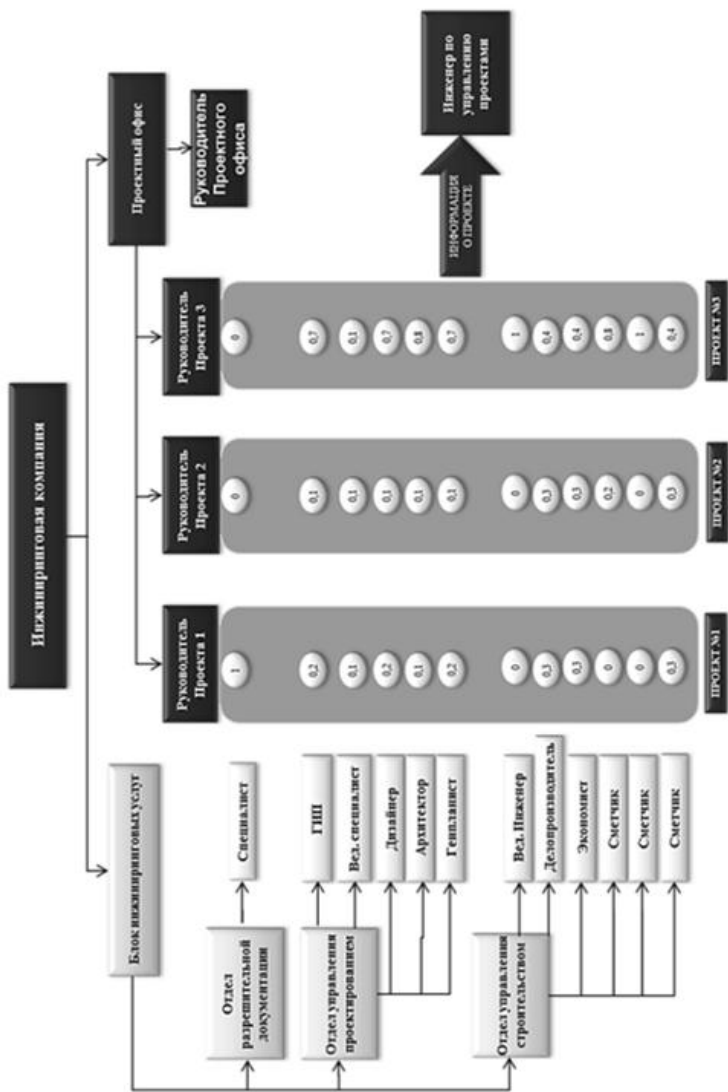 Инжиниринговая компания
Блок инжиниринговых услуг
Проектный офис
Руководитель
Проектного
офиса
Руководитель
Проекта 1
Руководитель
Проекта 2
Руководитель
Проекта 3
Отдел
разрешительной
документации
Специалист
1
0
0
Отдел управления
проектированием
ГИП
0,2
0,1
0,7
Вед. специалист
0,1
0,1
0,1
Дизайнер
0,2
0,1
0,7
Архитектор
0,1
0,1
0,8
Генпланист
0,2
0,1
0,7
Отдел управления
строительством
Вед. Инженер
0
0
1
Делопроизводитель
0,3
0,3
0,4
Экономист
0,3
0,3
0,4
Сметчик
0
0,2
0,8
Сметчик
0
0
1
Сметчик
0,3
0,3
0,4
ПРОЕКТ №1
ПРОЕКТ №2
ПРОЕКТ №3
ИНФОРМАЦИЯ
О ПРОЕКТЕ
Инженер по
управлению
проектами